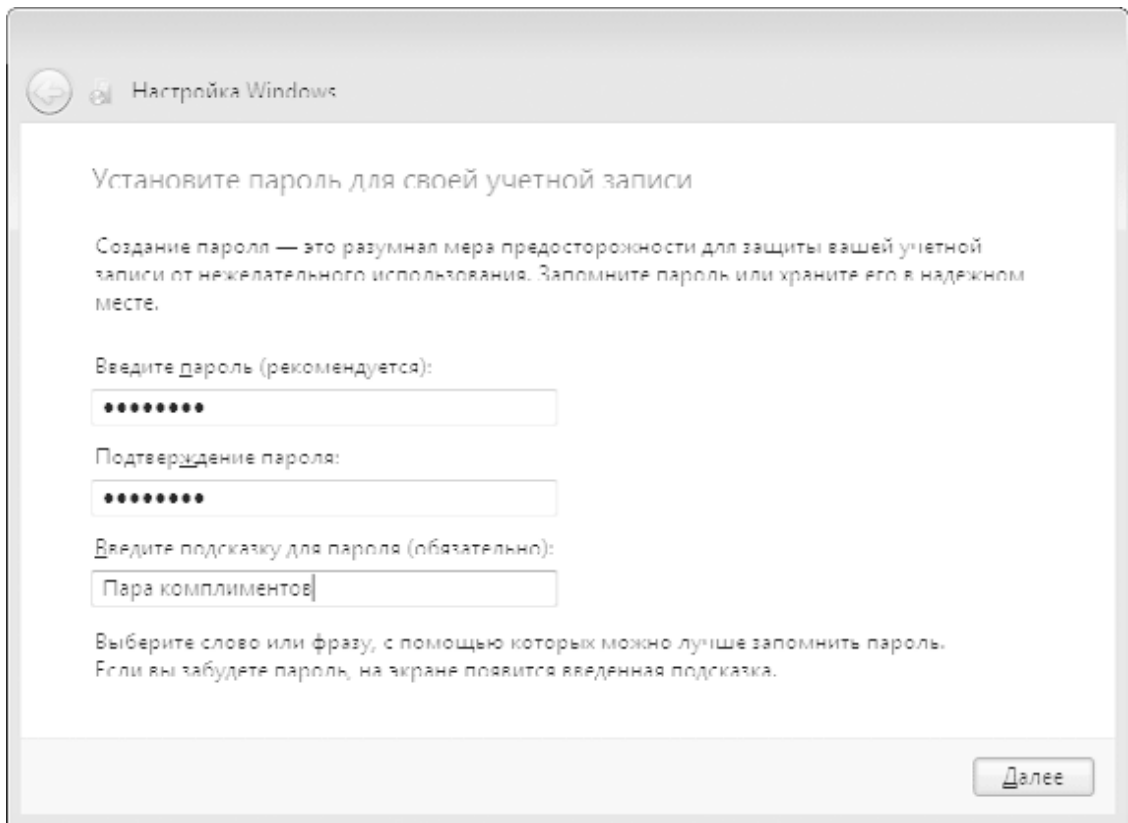 Настройка Windows
Установите пароль для своей учетной записи
Создание пароля — это разумная мера предосторожности для защиты вашей учетной
записи от нежелательного использования. Запомните пароль или храните его в надежном
месте.
Введите пароль (рекомендуется):
••••••••
Подтверждение пароля:
••••••••
Введите подсказку для пароля (обязательно):
Пара комплиментов
Выберите слово или фразу, с помощью которых можно лучше запомнить пароль.
Если вы забудете пароль, на экране появится введенная подсказка.
Далее